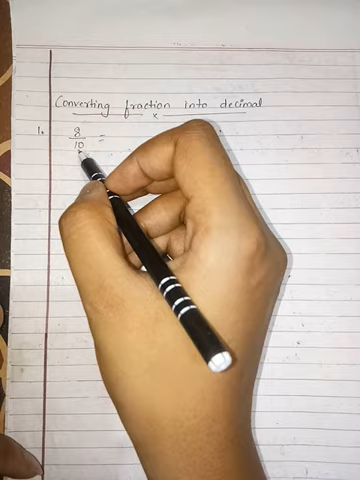 Converting fraction into decimal
x
1. 8/10 =